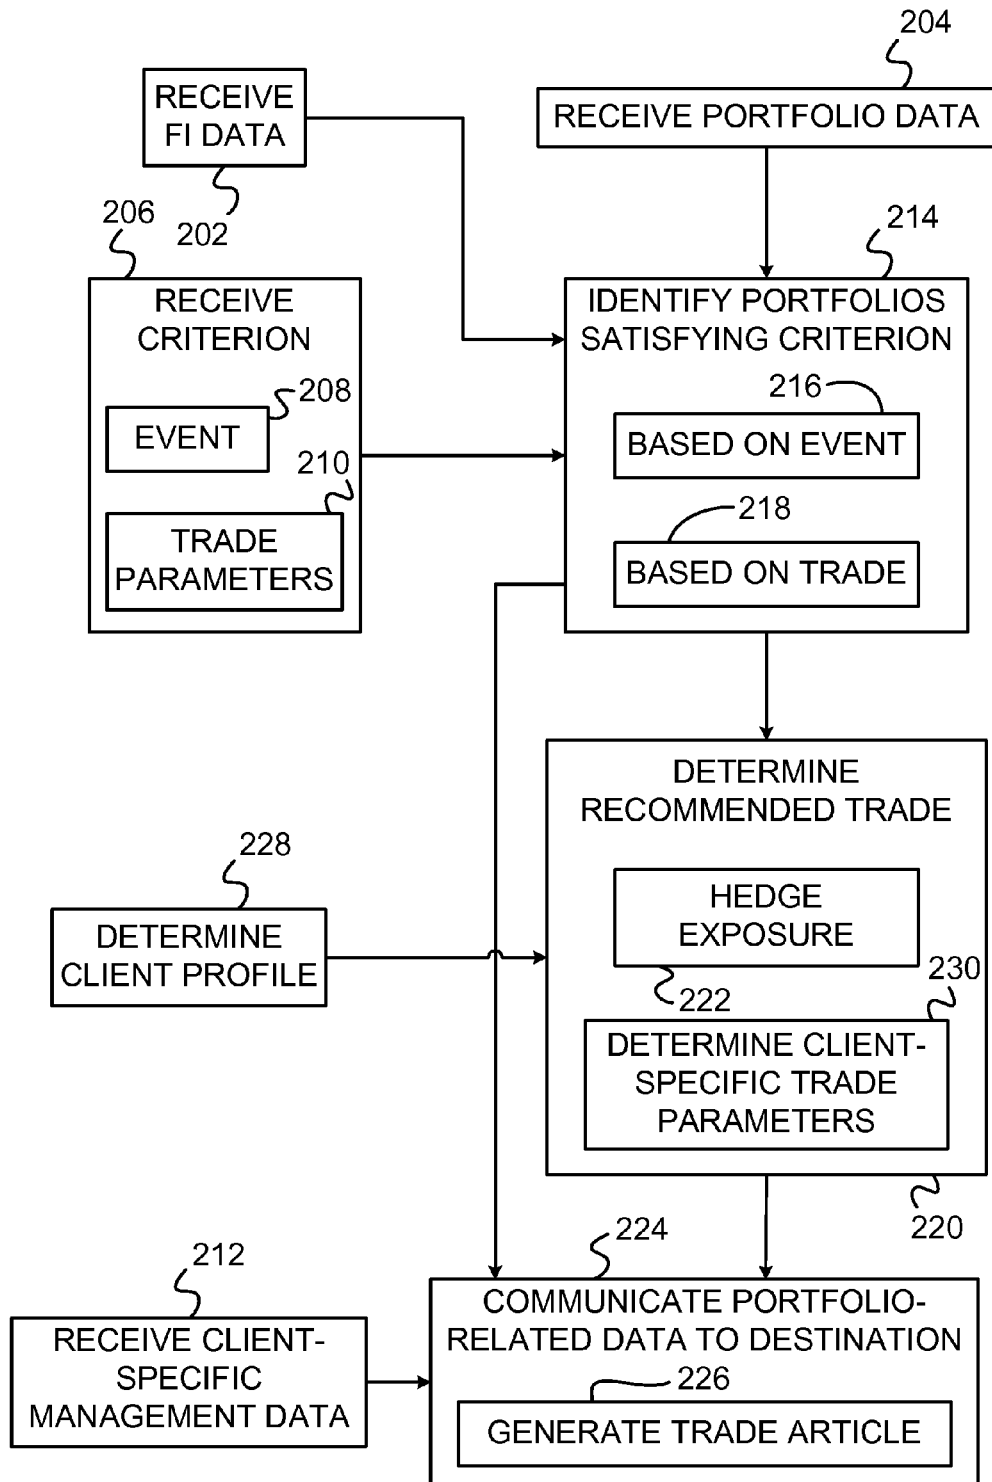 204
RECEIVE
FI DATA
RECEIVE PORTFOLIO DATA
202
206
214
RECEIVE
CRITERION
IDENTIFY PORTFOLIOS
SATISFYING CRITERION
208
EVENT
216
BASED ON EVENT
210
TRADE
PARAMETERS
218
BASED ON TRADE
DETERMINE
RECOMMENDED TRADE
228
DETERMINE
CLIENT PROFILE
HEDGE
EXPOSURE
222
230
DETERMINE CLIENT-
SPECIFIC TRADE
PARAMETERS
220
224
212
RECEIVE CLIENT-
SPECIFIC
MANAGEMENT DATA
COMMUNICATE PORTFOLIO-
RELATED DATA TO DESTINATION
226
GENERATE TRADE ARTICLE